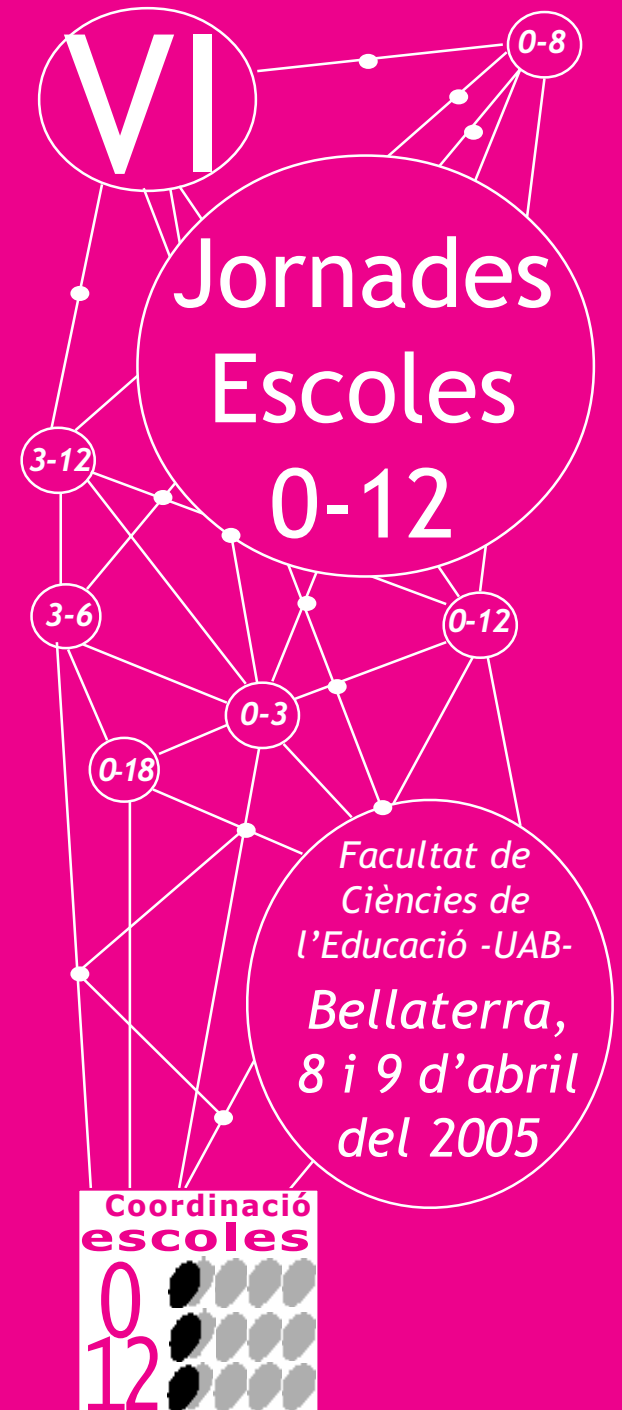 VI
0-8
Jornades
Escoles
0-12
3-12
3-6
0-12
0-3
0-18
Facultat de
Ciències de
l’Educació -UAB-
Bellaterra,
8 i 9 d’abril
del 2005
Coordinació
escoles
0
12